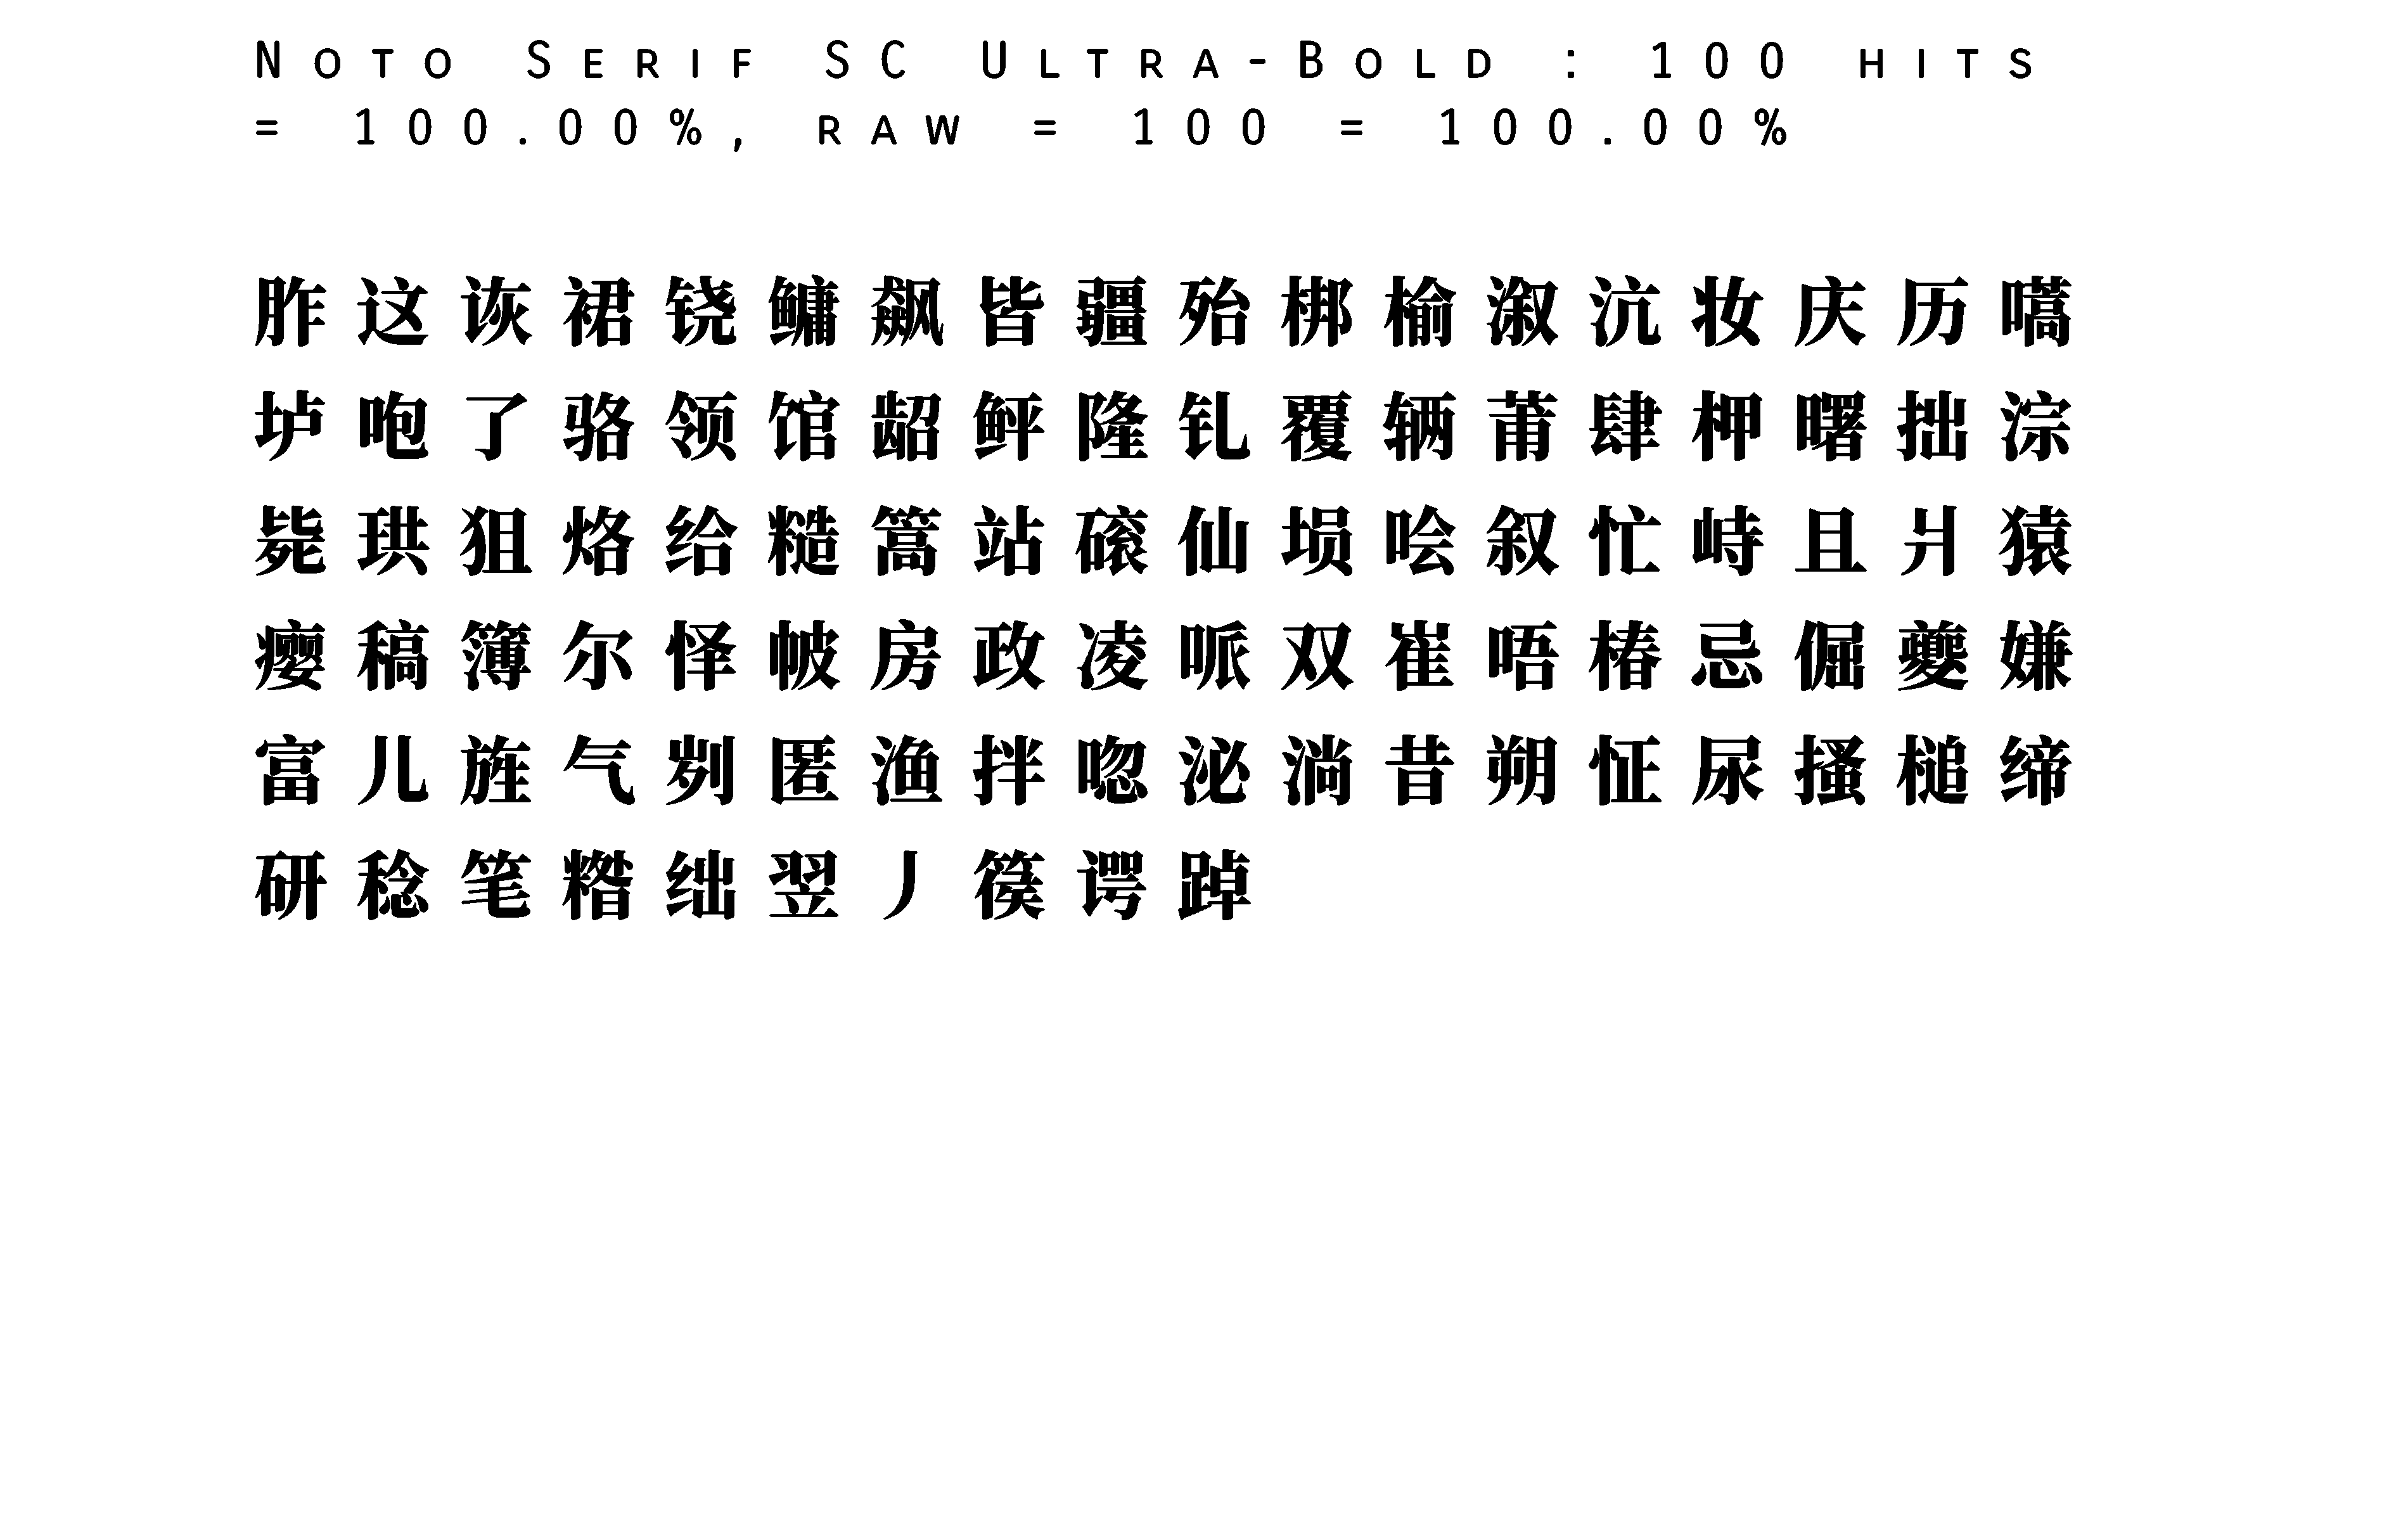 Noto Serif SC Ultra-Bold : 100 hits
= 100.00%, raw = 100 = 100.00%
胙这诙裙铙鳙飙皆疆殆梆榆溆沆妆庆历嚆
垆咆了骆领馆龆鲆隆钆覆辆莆肆柙曙拙淙
毙珙狙烙给糙篙站磙仙埙哙叙忙峙且爿猿
瘿稿簿尔怿帔房政凌哌双崔唔椿忌倔夔嫌
富儿旌气刿匿渔拌唿泌淌昔朔怔尿搔槌缔
研稔笔糌绌翌丿篌谔踔